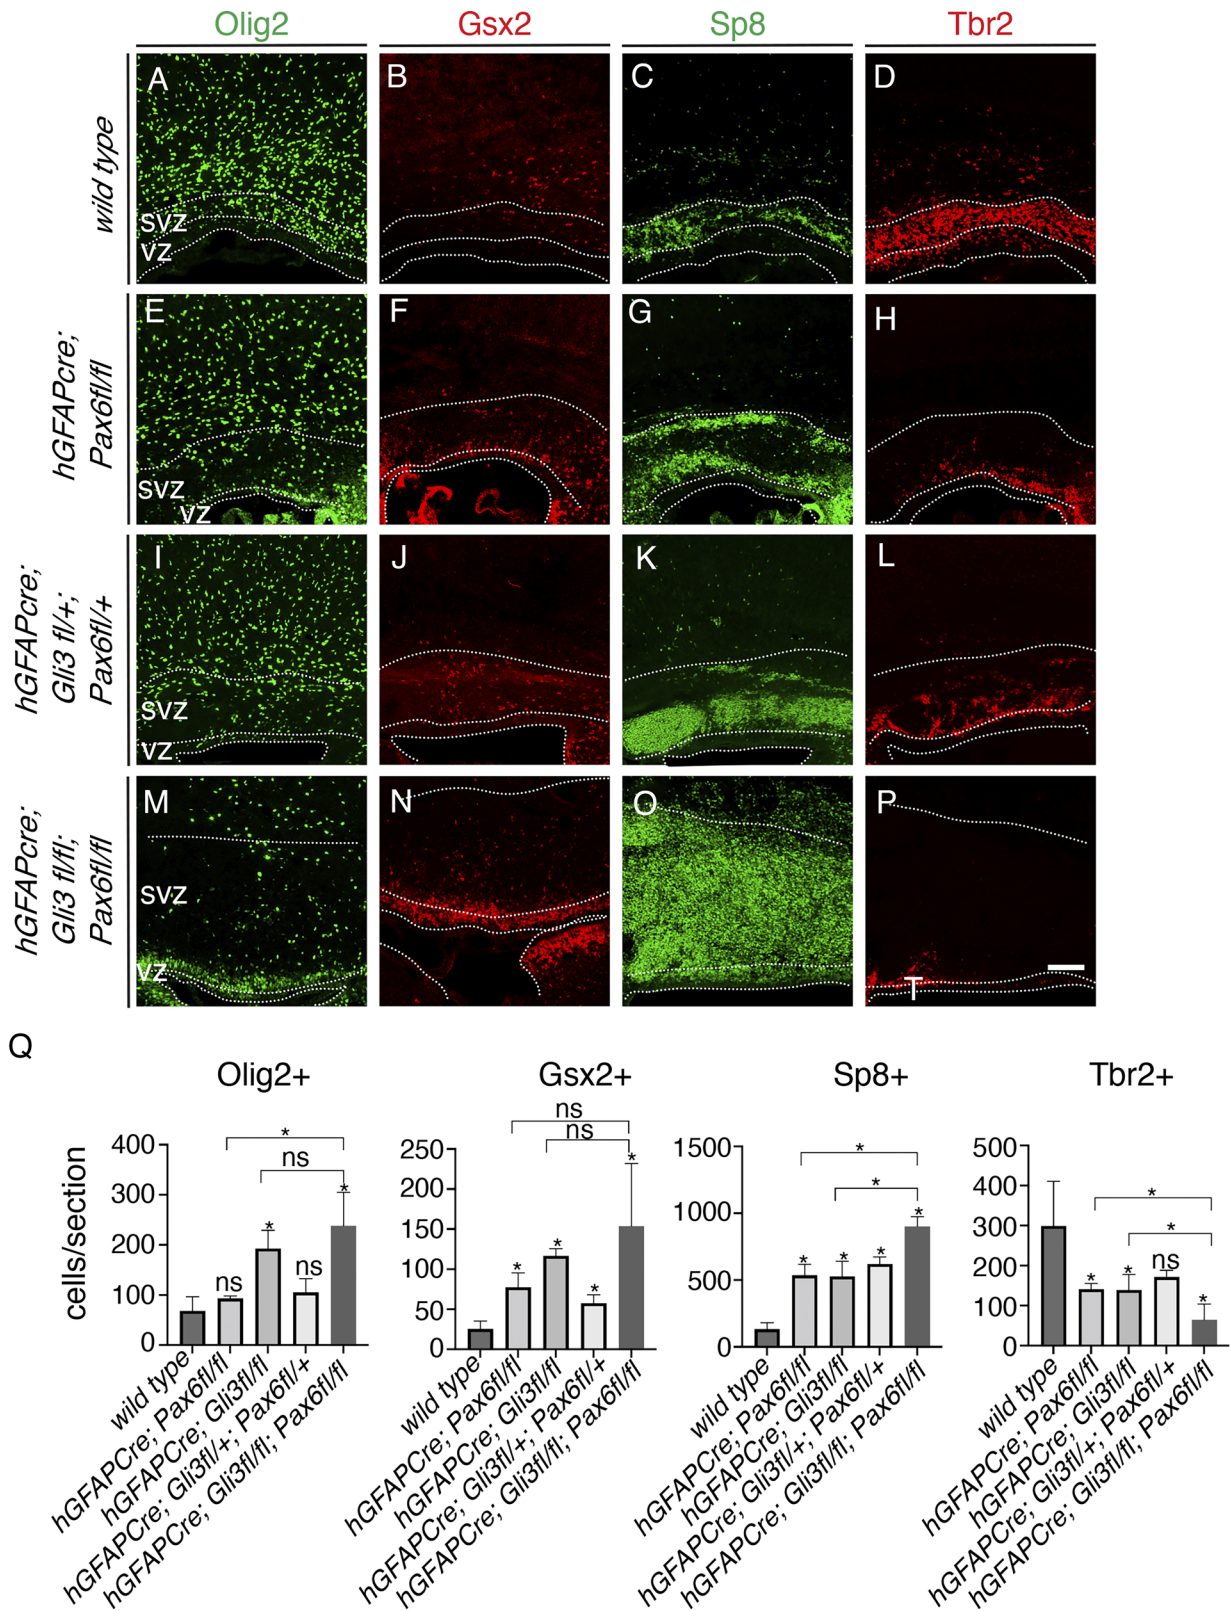 Olig2 Gsx2 Sp8 Tbr2
wild type
A B C D
SVZ
VZ
hGFAPcre;
Pax6fl/fl
E F G H
SVZ
VZ
hGFAPcre;
Gli3 fl/+;
Pax6fl/+
I J K L
SVZ
VZ
hGFAPcre;
Gli3 fl/fl;
Pax6fl/fl
M N O P
SVZ
VZ
T
Q
Olig2+
cells/section
400
300
200
100
0
*
ns
ns
*
ns
*
wild type
hGFAPCre; Pax6fl/fl
hGFAPCre; Gli3fl/fl
hGFAPCre; Gli3fl/+; Pax6fl/+
hGFAPCre; Gli3fl/fl; Pax6fl/fl
Gsx2+
250
200
150
100
50
0
ns
ns
*
*
*
*
wild type
hGFAPCre; Pax6fl/fl
hGFAPCre; Gli3fl/fl
hGFAPCre; Gli3fl/+; Pax6fl/+
hGFAPCre; Gli3fl/fl; Pax6fl/fl
Sp8+
1500
1000
500
0
*
*
*
*
*
*
wild type
hGFAPCre; Pax6fl/fl
hGFAPCre; Gli3fl/fl
hGFAPCre; Gli3fl/+; Pax6fl/+
hGFAPCre; Gli3fl/fl; Pax6fl/fl
Tbr2+
500
400
300
200
100
0
*
*
*
*
ns
*
wild type
hGFAPCre; Pax6fl/fl
hGFAPCre; Gli3fl/fl
hGFAPCre; Gli3fl/+; Pax6fl/+
hGFAPCre; Gli3fl/fl; Pax6fl/fl